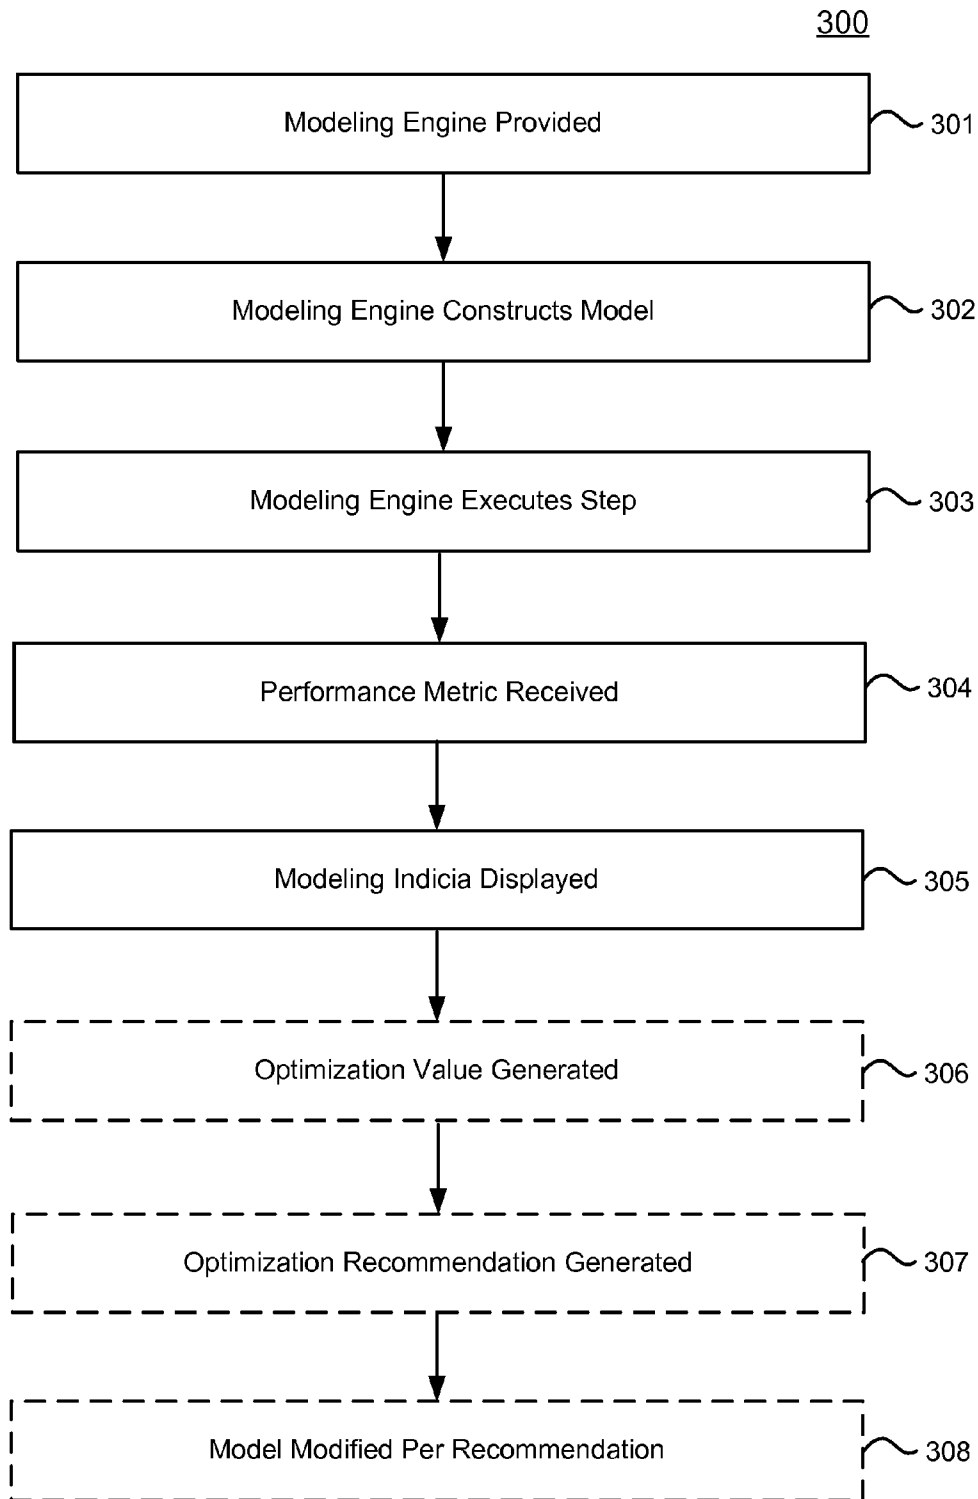 300
Modeling Engine Provided
301
Modeling Engine Constructs Model
302
Modeling Engine Executes Step
303
Performance Metric Received
304
Modeling Indicia Displayed
305
Optimization Value Generated
306
Optimization Recommendation Generated
307
Model Modified Per Recommendation
308